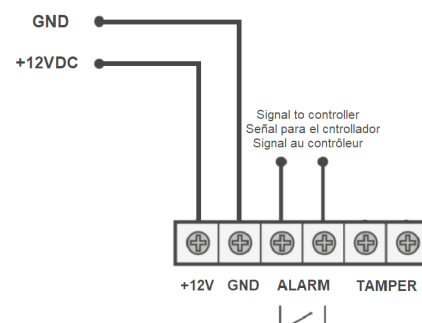 GND
+12VDC
Signal to controller
Señal para el cntrollador
Signal au contrôleur
+12V GND ALARM TAMPER